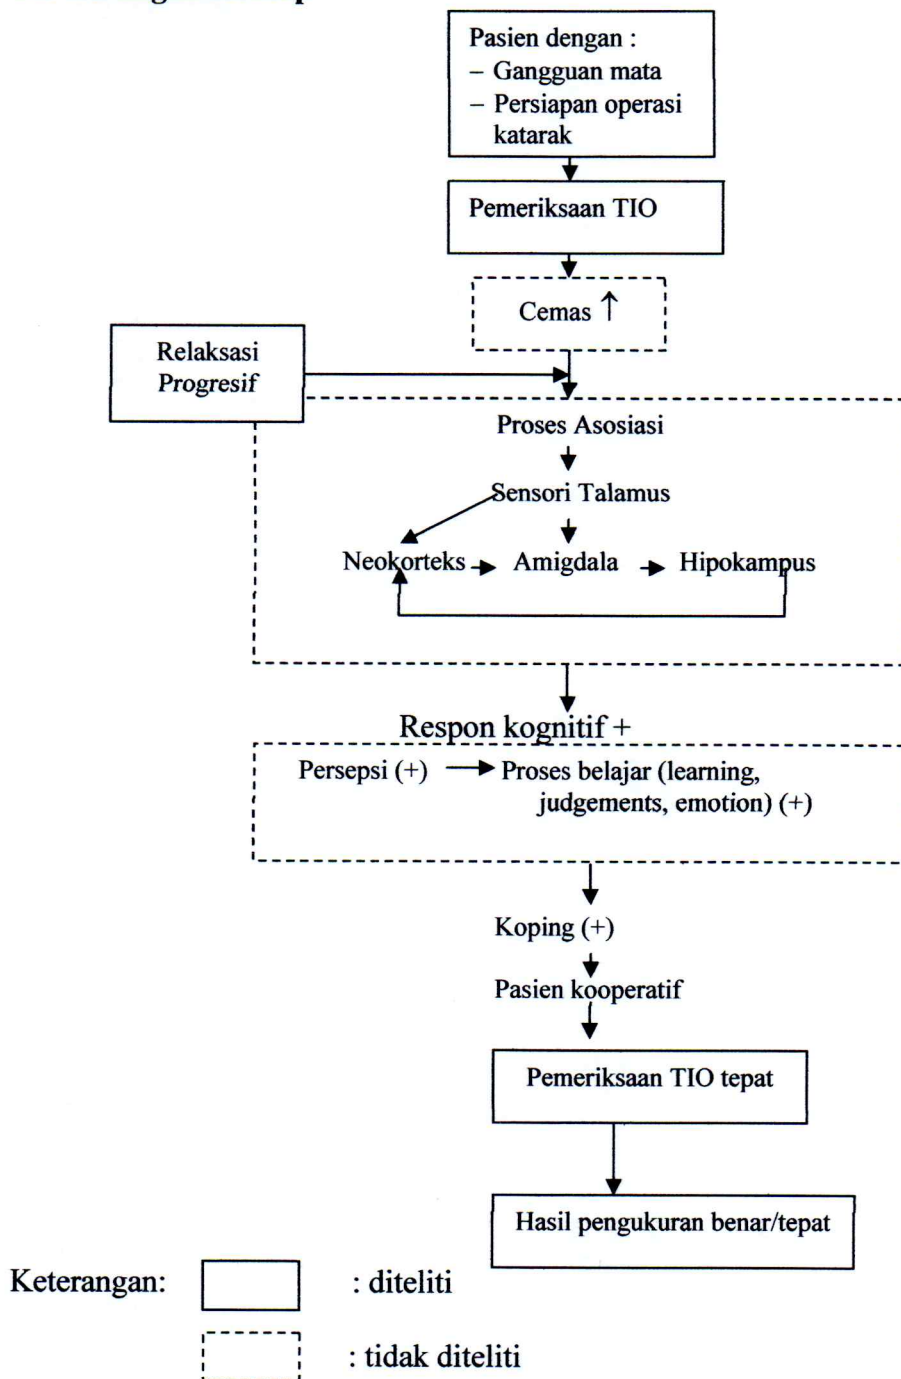 Pasien dengan :
– Gangguan mata
– Persiapan operasi
katarak
Pemeriksaan TIO
Cemas ↑
Relaksasi
Progresif
Proses Asosiasi
Sensori Talamus
Neokorteks
Amigdala
Hipokampus
Respon kognitif +
Persepsi (+)
Proses belajar (learning,
judgements, emotion) (+)
Koping (+)
Pasien kooperatif
Pemeriksaan TIO tepat
Hasil pengukuran benar/tepat
Keterangan:
: diteliti
: tidak diteliti